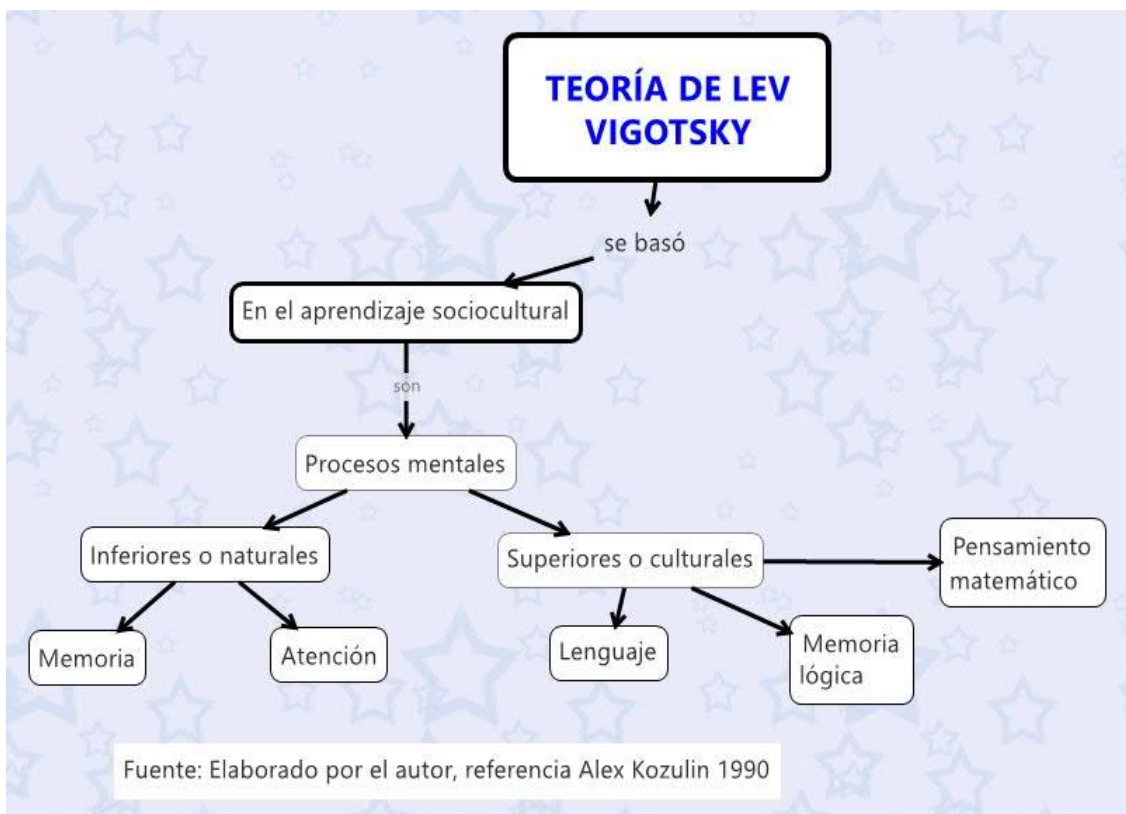 TEORÍA DE LEV
VIGOTSKY
se basó
En el aprendizaje sociocultural
son
Procesos mentales
Inferiores o naturales
Superiores o culturales
Pensamiento
matemático
Memoria
Atención
Lenguaje
Memoria
lógica
Fuente: Elaborado por el autor, referencia Alex Kozulin 1990